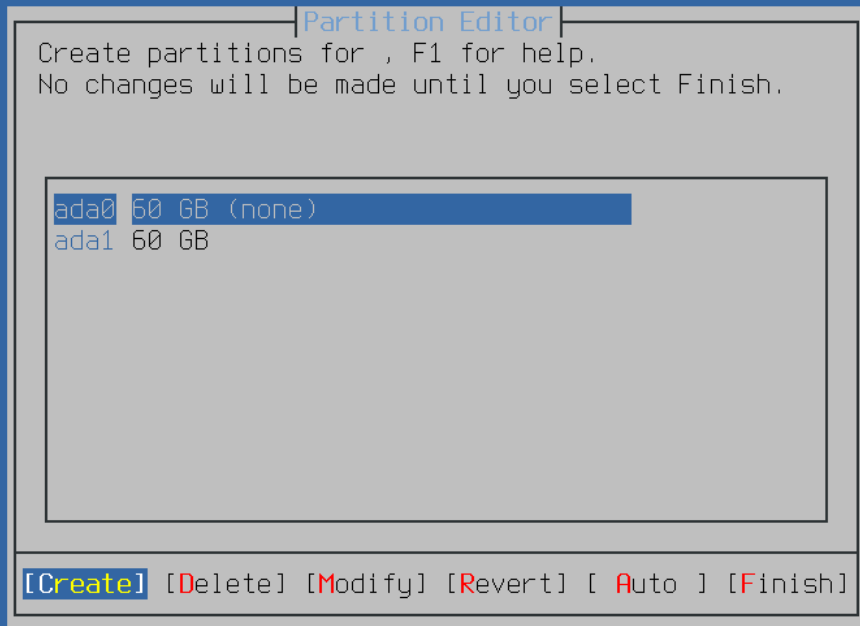 Partition Editor
Create partitions for , F1 for help.
No changes will be made until you select Finish.
ada0 60 GB (none)
ada1 60 GB
[Create] [Delete] [Modify] [Revert] [ Auto ] [Finish]